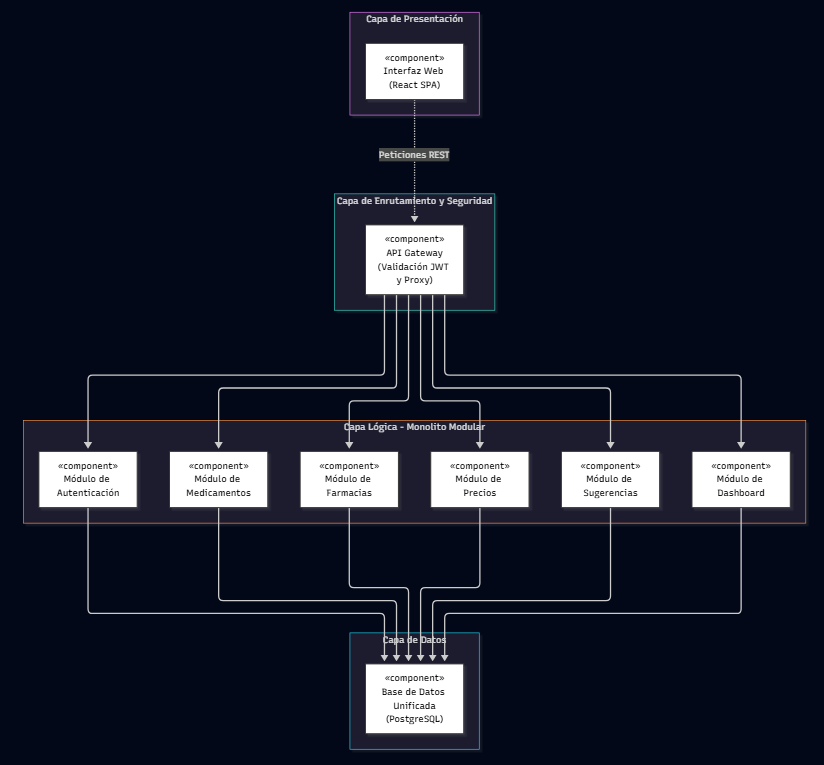 Capa de Presentación
«component»
Interfaz Web
(React SPA)
Peticiones REST
Capa de Enrutamiento y Seguridad
«component»
API Gateway
(Validación JWT
y Proxy)
Capa Lógica - Monolito Modular
«component»
Módulo de
Autenticación
«component»
Módulo de
Medicamentos
«component»
Módulo de
Farmacias
«component»
Módulo de
Precios
«component»
Módulo de
Sugerencias
«component»
Módulo de
Dashboard
Capa de Datos
«component»
Base de Datos
Unificada
(PostgreSQL)